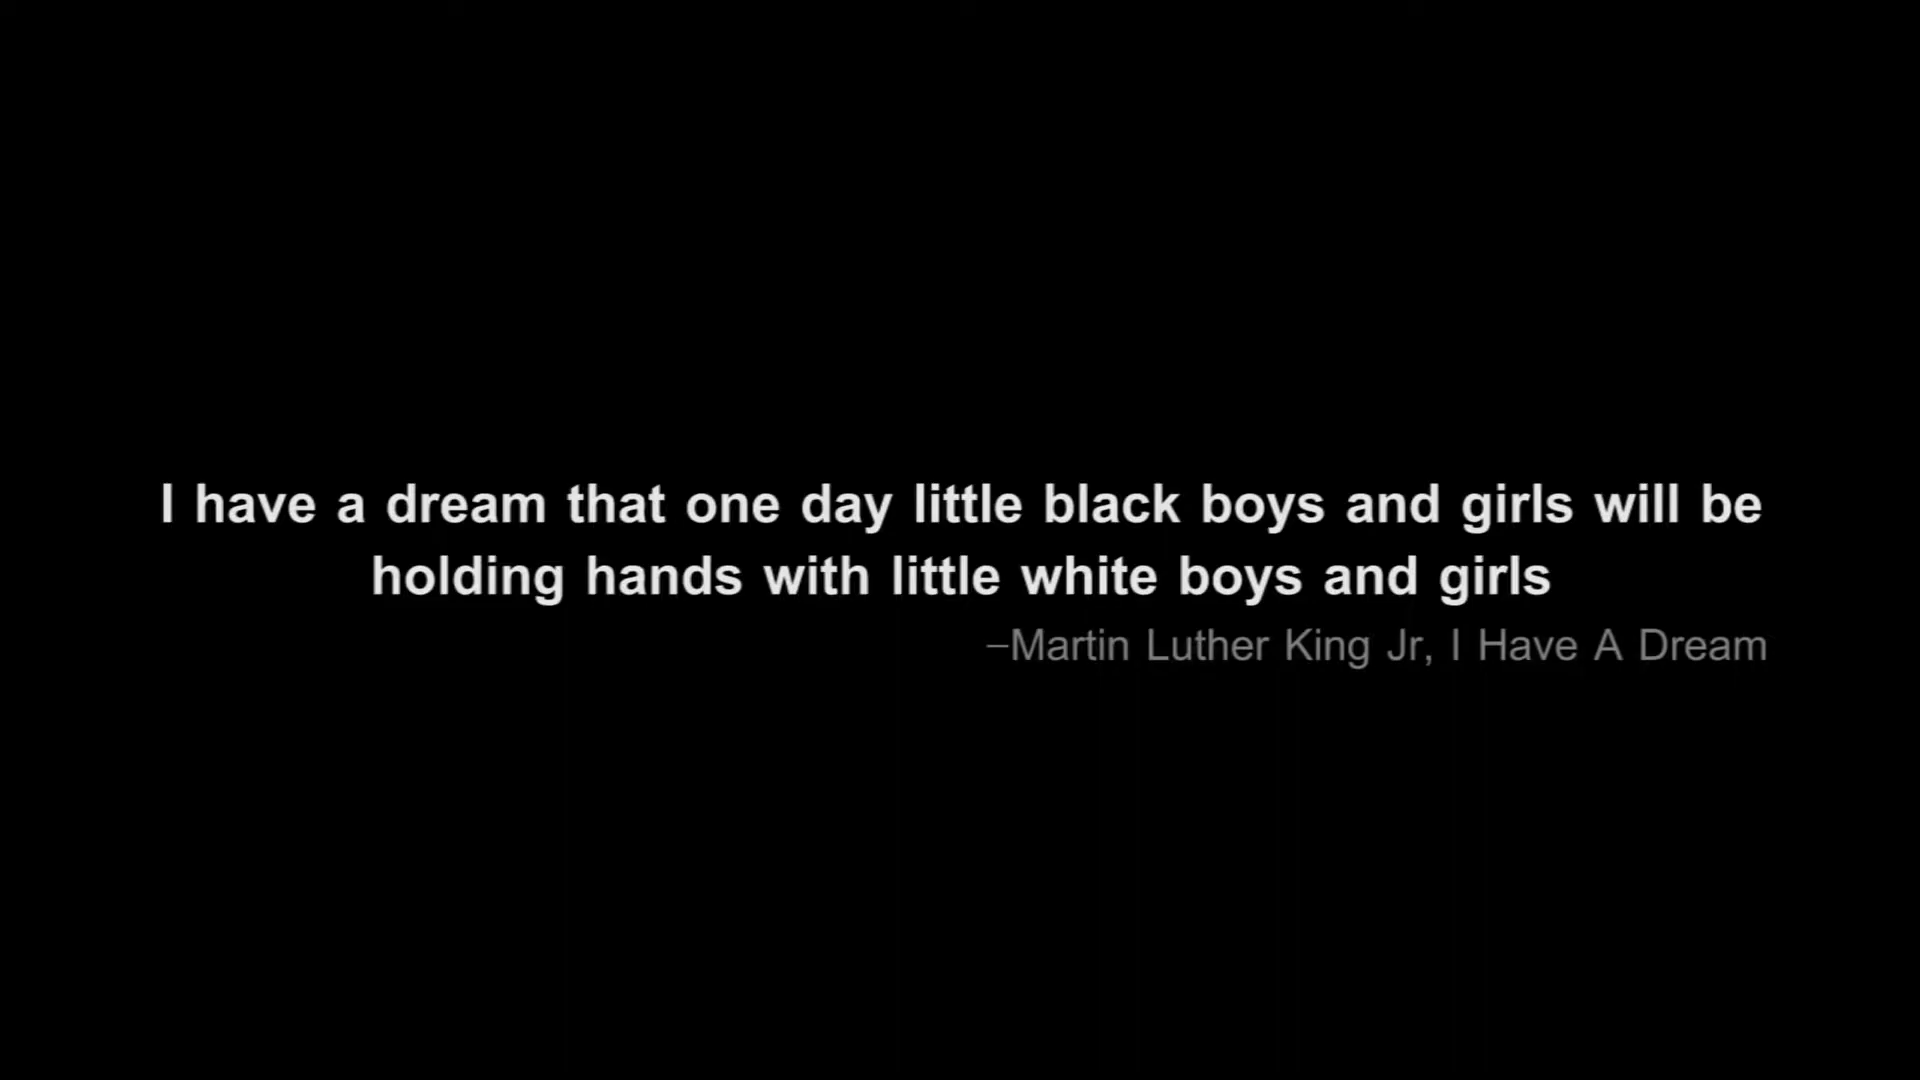 I have a dream that one day little black boys and girls will be
holding hands with little white boys and girls
–Martin Luther King Jr, I Have A Dream